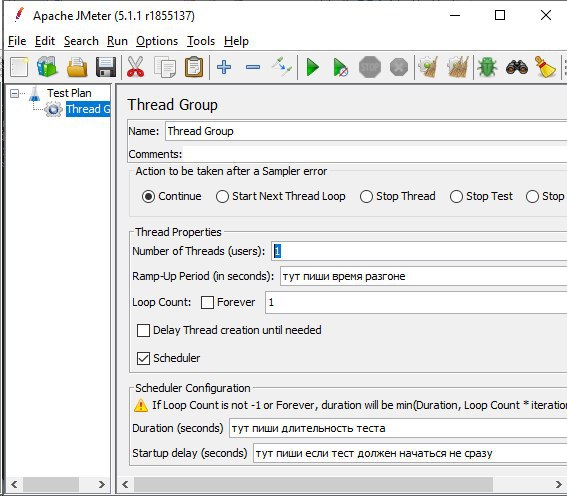 Apache JMeter (5.1.1 r1855137)
File Edit Search Run Options Tools Help
Test Plan
Thread G
Thread Group
Name: Thread Group
Comments:
Action to be taken after a Sampler error
Continue Start Next Thread Loop Stop Thread Stop Test Stop
Thread Properties
Number of Threads (users): 1
Ramp-Up Period (in seconds): тут пиши время разгоне
Loop Count: Forever 1
Delay Thread creation until needed
Scheduler
Scheduler Configuration
If Loop Count is not -1 or Forever, duration will be min(Duration, Loop Count * iteration
Duration (seconds) тут пиши длительность теста
Startup delay (seconds) тут пиши если тест должен начаться не сразу